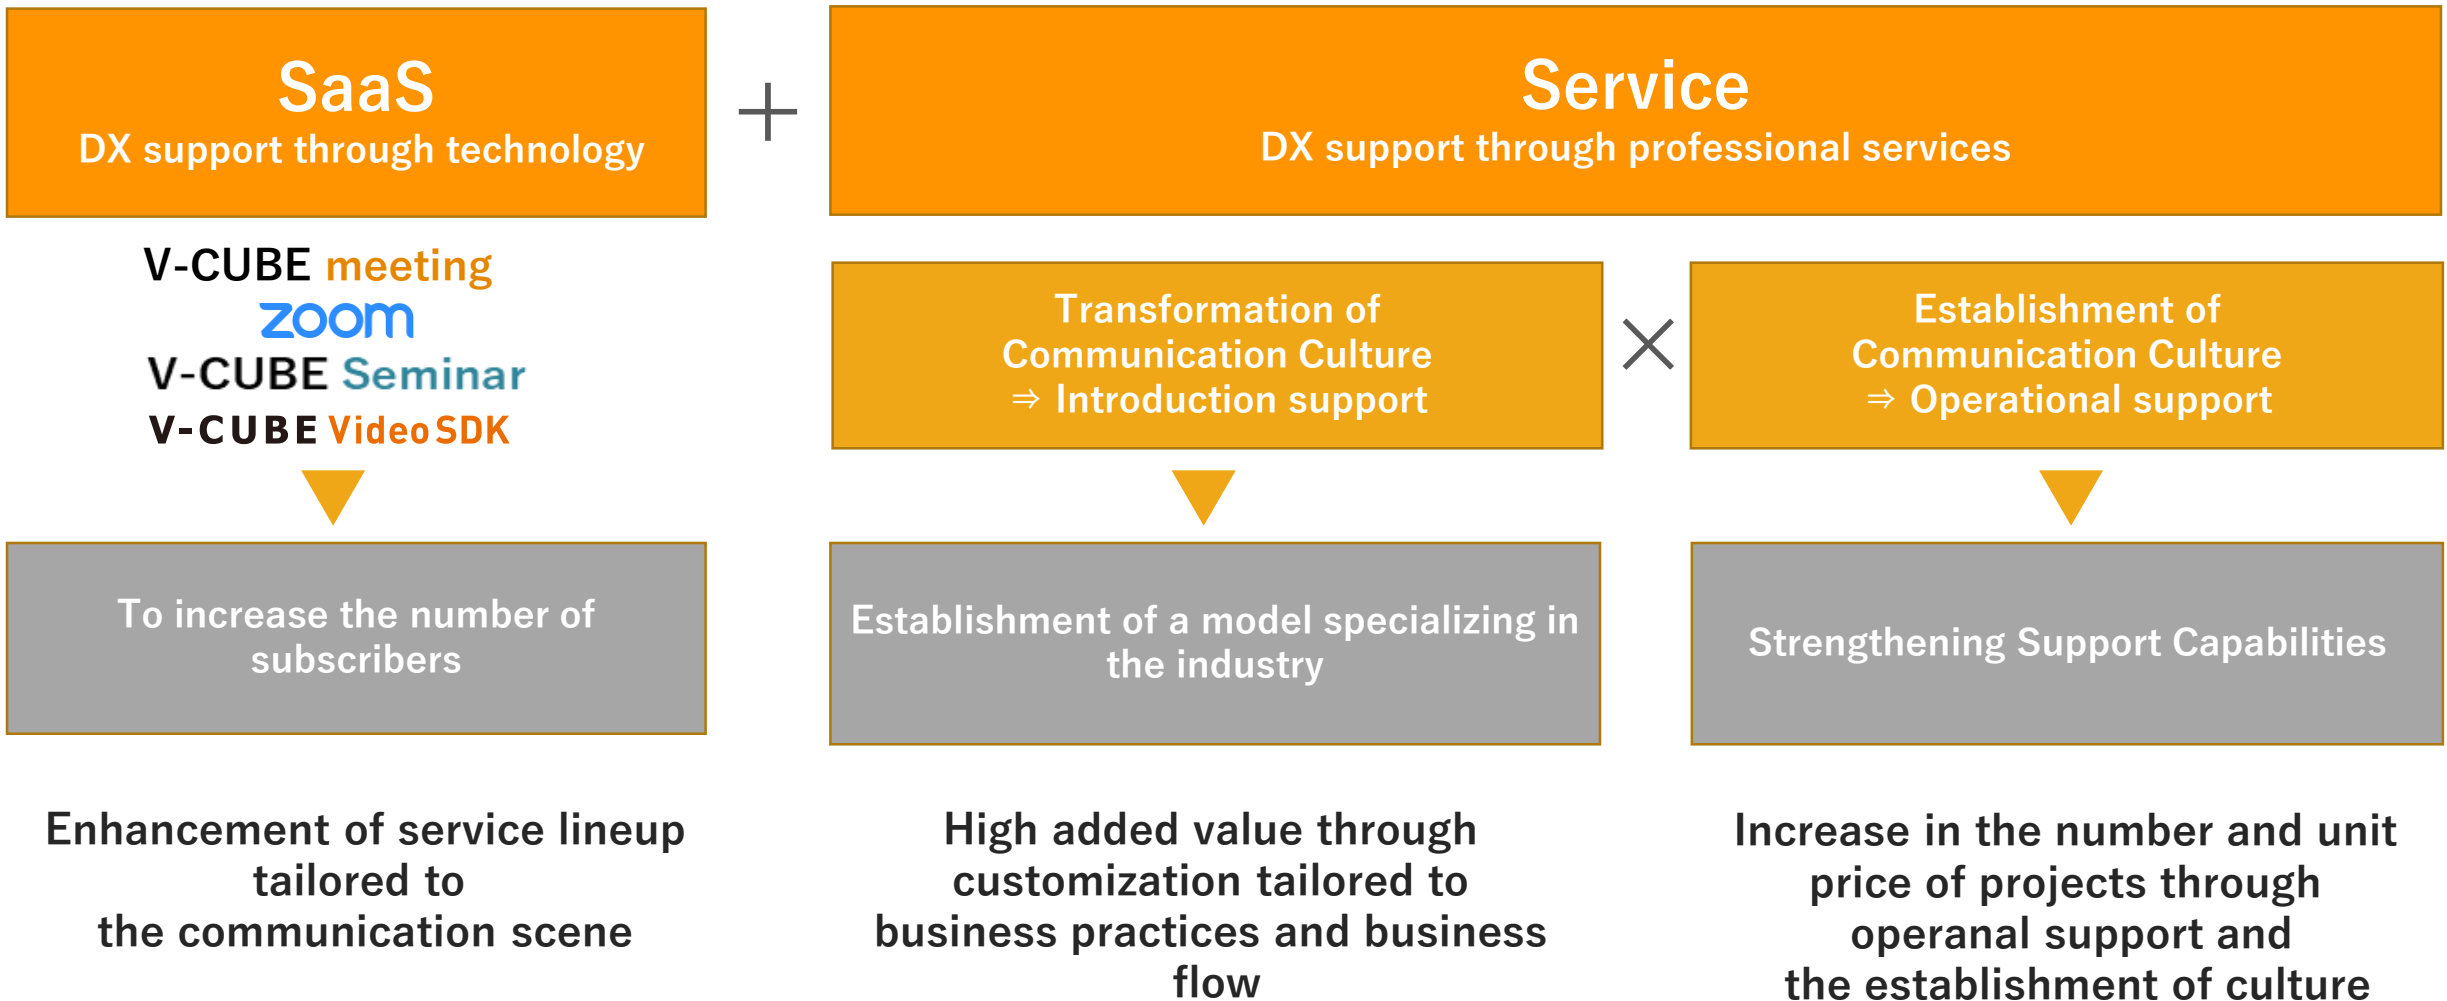 SaaS
DX support through technology
+
Service
DX support through professional services
V-CUBE meeting
zoom
V-CUBE Seminar
V-CUBE VideoSDK
Transformation of
Communication Culture
⇒ Introduction support
×
Establishment of
Communication Culture
⇒ Operational support
To increase the number of
subscribers
Establishment of a model specializing in
the industry
Strengthening Support Capabilities
Enhancement of service lineup
tailored to
the communication scene
High added value through
customization tailored to
business practices and business
flow
Increase in the number and unit
price of projects through
operanal support and
the establishment of culture